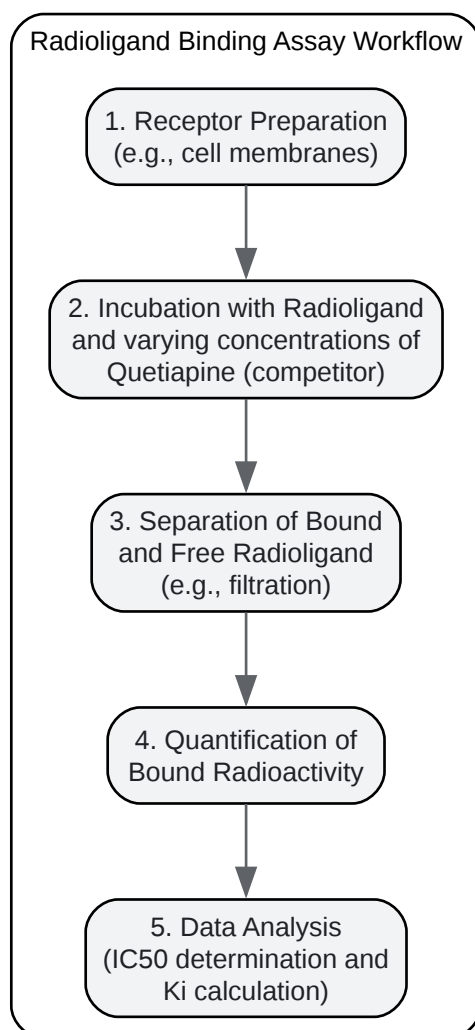 Radioligand Binding Assay Workflow
1. Receptor Preparation
(e.g., cell membranes)
2. Incubation with Radioligand
and varying concentrations of
Quetiapine (competitor)
3. Separation of Bound
and Free Radioligand
(e.g., filtration)
4. Quantification of
Bound Radioactivity
5. Data Analysis
(IC50 determination and
Ki calculation)